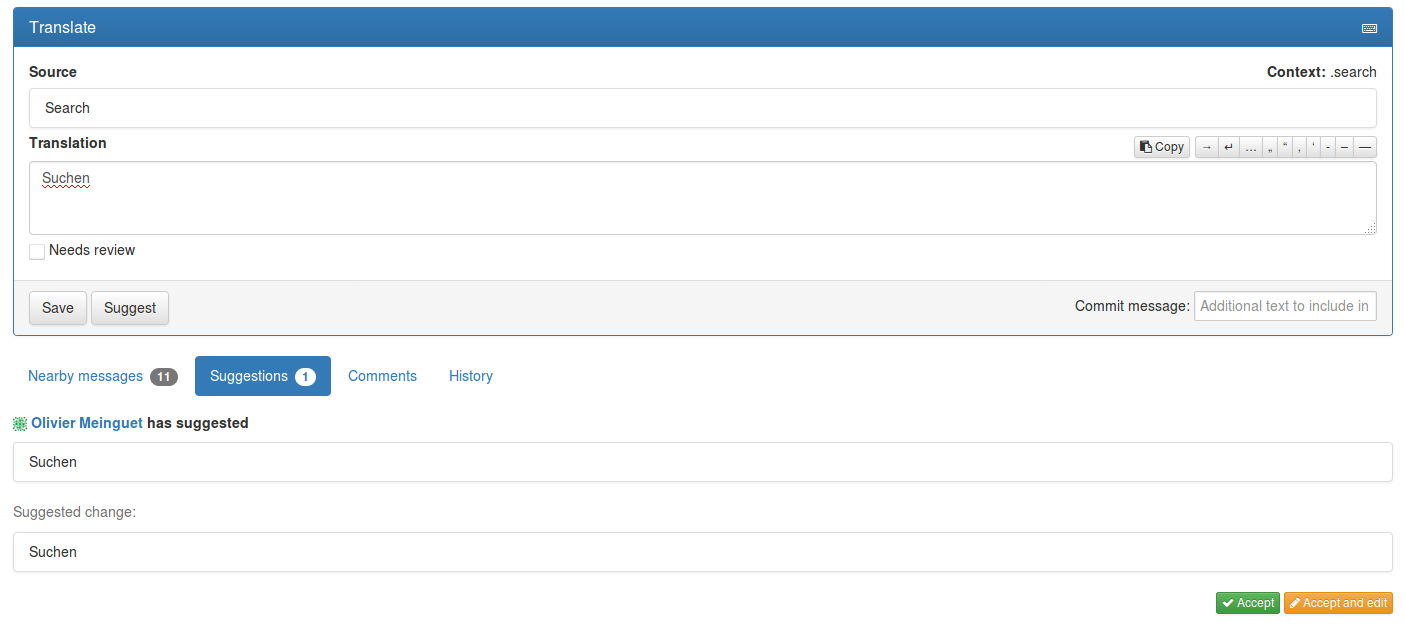 Translate
Source Context: .search
Search
Translation Copy → ↵ … „ “ ‚ ‘ - – —
Suchen
Needs review
Save Suggest Commit message: Additional text to include in
Nearby messages 11 Suggestions 1 Comments History
Olivier Meinguet has suggested
Suchen
Suggested change:
Suchen
Accept Accept and edit